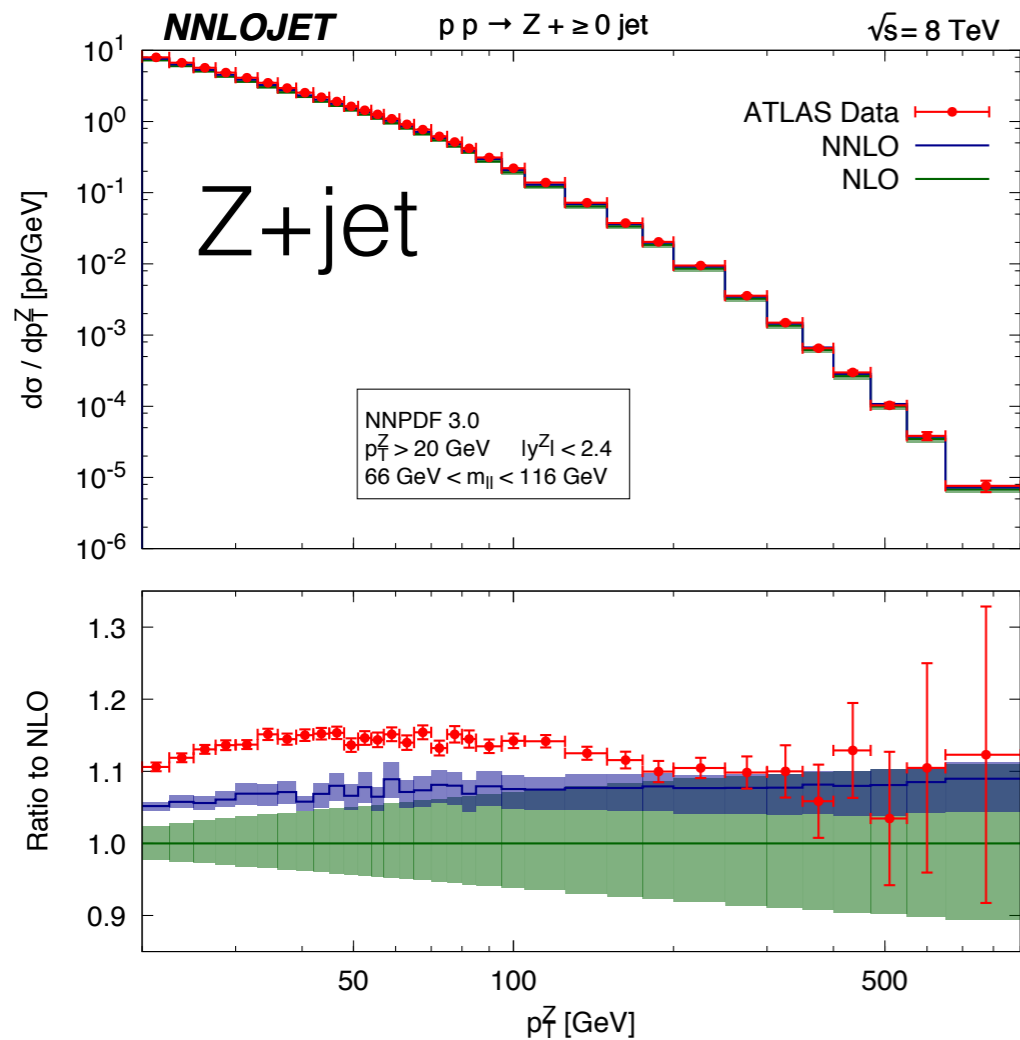 NNLOJET p p → Z + ≥ 0 jet √s = 8 TeV
10^1
10^0
10^-1
10^-2
10^-3
10^-4
10^-5
10^-6
dσ / dp_T^Z [pb/GeV]
ATLAS Data
NNLO
NLO
Z+jet
NNPDF 3.0
p_T^Z > 20 GeV |y^Z| < 2.4
66 GeV < m_ll < 116 GeV
1.3
1.2
1.1
1.0
0.9
Ratio to NLO
50 100 500
p_T^Z [GeV]